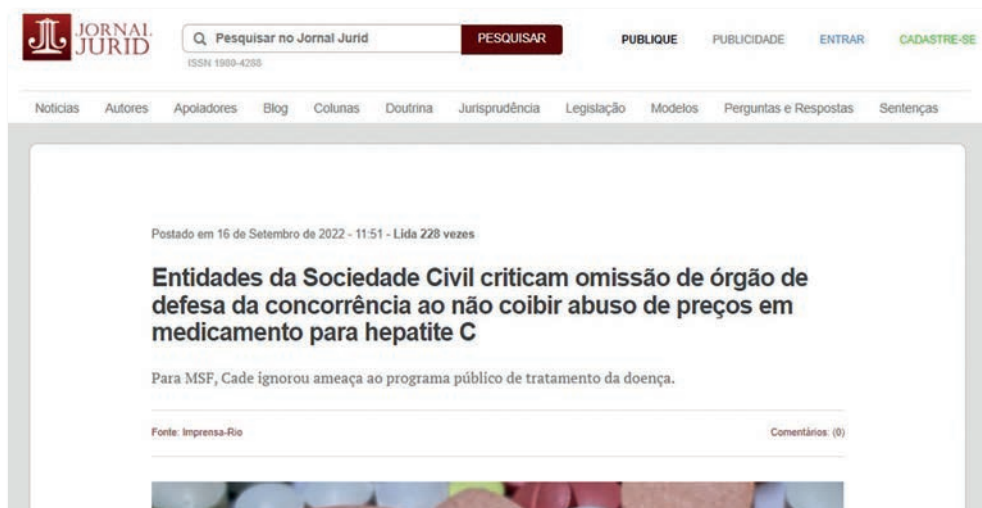 JORNAL
JURID
Pesquisar no Jornal Jurid
PESQUISAR
PUBLIQUE
PUBLICIDADE
ENTRAR
CADASTRE-SE
ISSN 1980-4288
Noticias Autores Apoiadores Blog Colunas Doutrina Jurisprudência Legislação Modelos Perguntas e Respostas Sentenças
Postado em 16 de Setembro de 2022 - 11:51 - Lida 228 vezes
Entidades da Sociedade Civil criticam omissão de órgão de
defesa da concorrência ao não coibir abuso de preços em
medicamento para hepatite C
Para MSF, Cade ignorou ameaça ao programa público de tratamento da doença.
Fonte: Imprensa-Rio
Comentários: (0)